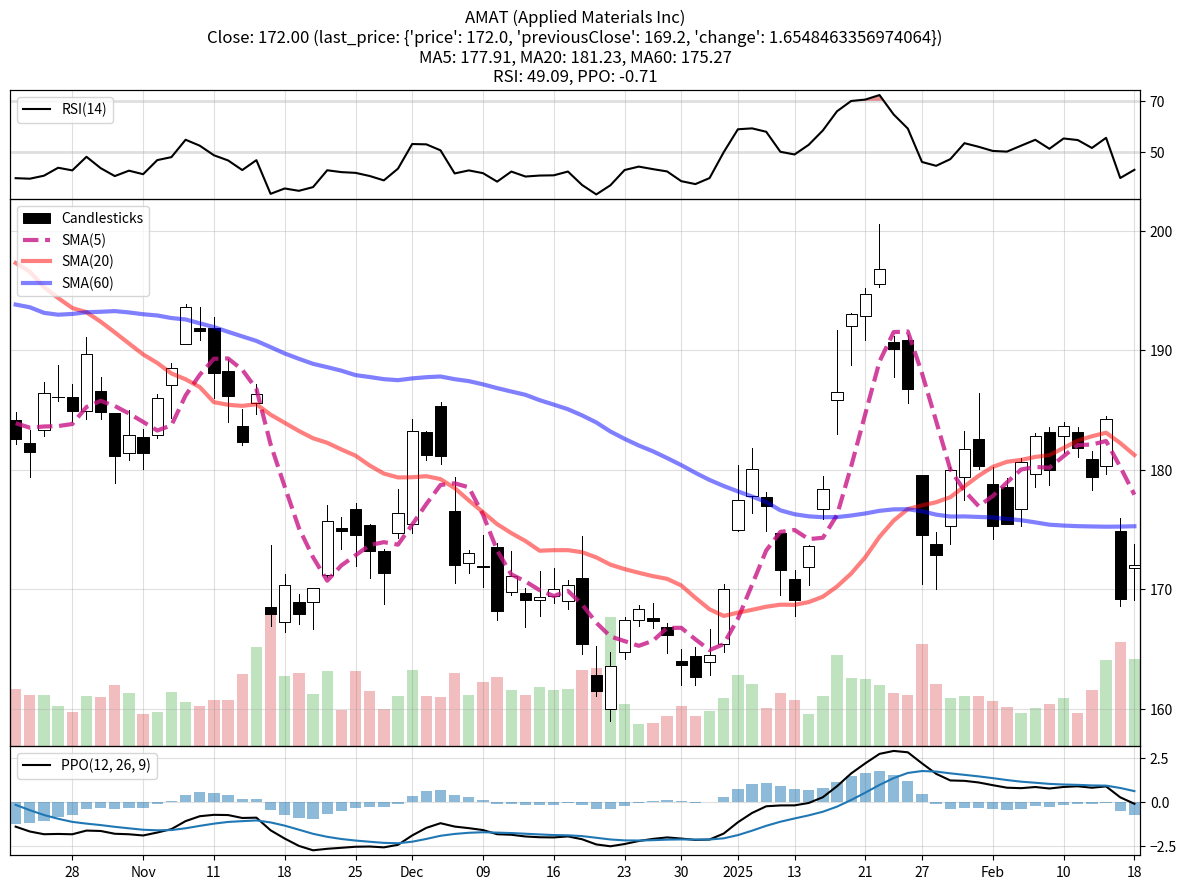 AMAT (Applied Materials Inc)
Close: 172.00 (last_price: {'price': 172.0, 'previousClose': 169.2, 'change': 1.6548463356974064})
MA5: 177.91, MA20: 181.23, MA60: 175.27
RSI: 49.09, PPO: -0.71
RSI(14)
70
50
Candlesticks
SMA(5)
SMA(20)
SMA(60)
200
190
180
170
160
PPO(12, 26, 9)
2.5
0.0
−2.5
28 Nov 11 18 25 Dec 09 16 23 30 2025 13 21 27 Feb 10 18